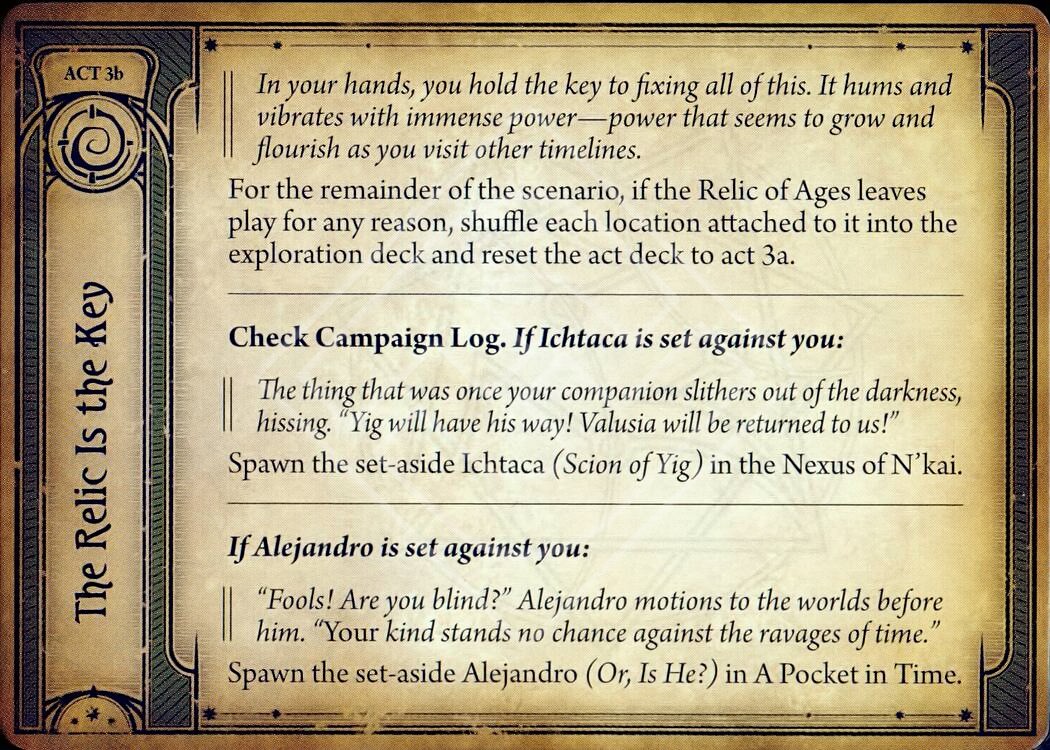 ACT 3b
The Relic Is the Key
In your hands, you hold the key to fixing all of this. It hums and
vibrates with immense power—power that seems to grow and
flourish as you visit other timelines.
For the remainder of the scenario, if the Relic of Ages leaves
play for any reason, shuffle each location attached to it into the
exploration deck and reset the act deck to act 3a.
Check Campaign Log. If Ichtaca is set against you:
The thing that was once your companion slithers out of the darkness,
hissing. “Yig will have his way! Valusia will be returned to us!”
Spawn the set-aside Ichtaca (Scion of Yig) in the Nexus of N’kai.
If Alejandro is set against you:
“Fools! Are you blind?” Alejandro motions to the worlds before
him. “Your kind stands no chance against the ravages of time.”
Spawn the set-aside Alejandro (Or, Is He?) in A Pocket in Time.